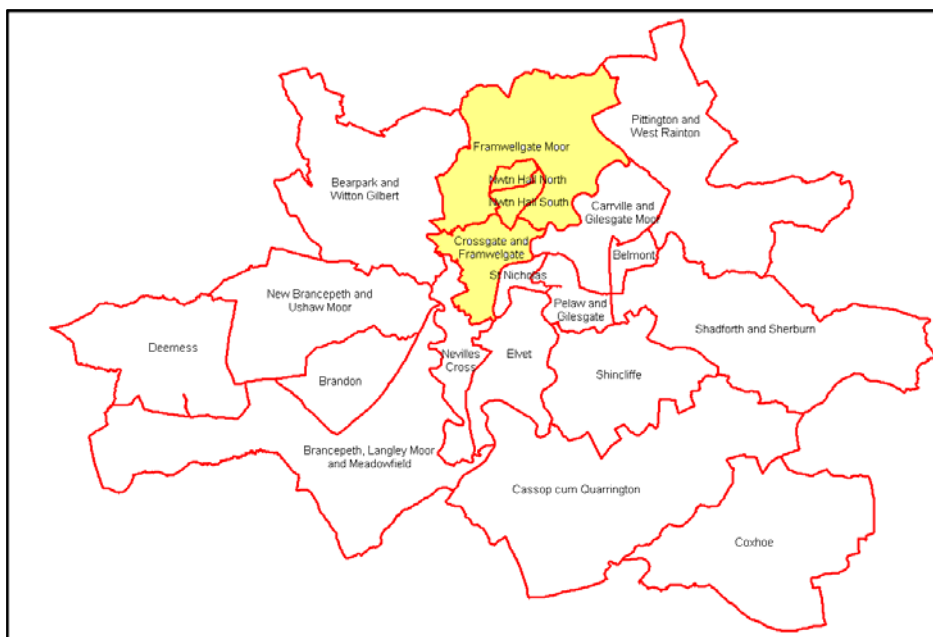 Pittington and
West Rainton
Framwellgate Moor
Nwtn Hall North
Bearpark and
Witton Gilbert
Nwtn Hall South
Carrville and
Gilesgate Moor
Crossgate and
Framwelgate
Belmont
St Nicholas
New Brancepeth and
Ushaw Moor
Pelaw and
Gilesgate
Shadforth and Sherburn
Deerness
Nevilles
Cross
Elvet
Shincliffe
Brandon
Brancepeth, Langley Moor
and Meadowfield
Cassop cum Quarrington
Coxhoe